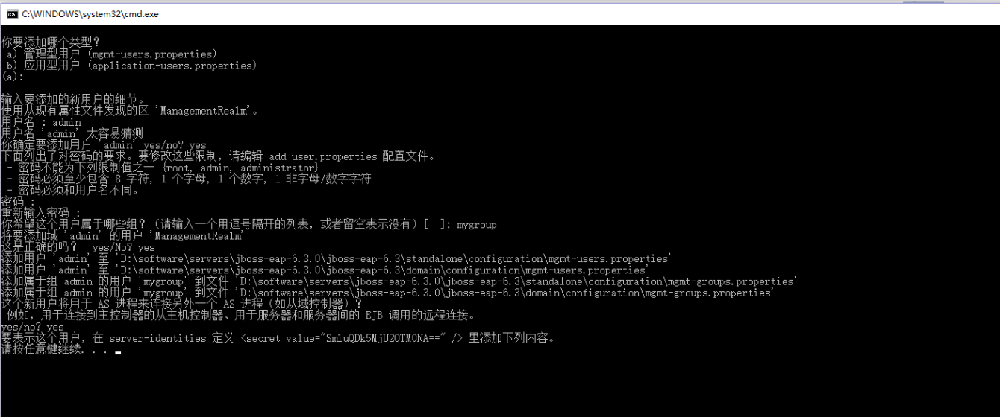 C:\WINDOWS\system32\cmd.exe
你要添加哪个类型？
a) 管理型用户 (mgmt-users.properties)
b) 应用型用户 (application-users.properties)
(a):
输入要添加的新用户的细节。
使用从现有属性文件发现的区 'ManagementRealm'。
用户名 : admin
用户名 'admin' 太容易猜测
你确定要添加用户 'admin' yes/no? yes
下面列出了对密码的要求。要修改这些限制，请编辑 add-user.properties 配置文件。
- 密码不能为下列限制值之一 {root, admin, administrator}
- 密码必须至少包含 8 字符, 1 个字母, 1 个数字, 1 非字母/数字字符
- 密码必须和用户名不同。
密码 :
重新输入密码 :
你希望这个用户属于哪些组？（请输入一个用逗号隔开的列表，或者留空表示没有）[  ]: mygroup
将要添加域 'admin' 的用户 'ManagementRealm'
这是正确的吗？  yes/No? yes
添加用户 'admin' 至 'D:\software\servers\jboss-eap-6.3.0\jboss-eap-6.3\standalone\configuration\mgmt-users.properties'
添加用户 'admin' 至 'D:\software\servers\jboss-eap-6.3.0\jboss-eap-6.3\domain\configuration\mgmt-users.properties'
添加属于组 admin 的用户 'mygroup' 到文件 'D:\software\servers\jboss-eap-6.3.0\jboss-eap-6.3\standalone\configuration\mgmt-groups.properties'
添加属于组 admin 的用户 'mygroup' 到文件 'D:\software\servers\jboss-eap-6.3.0\jboss-eap-6.3\domain\configuration\mgmt-groups.properties'
这个新用户将用于 AS 进程来连接另外一个 AS 进程（如从域控制器）？
例如，用于连接到主控制器的从主机控制器、用于服务器和服务器间的 EJB 调用的远程连接。
yes/no? yes
要表示这个用户，在 server-identities 定义 <secret value="Sm1uQDk5MjU2OTM0NA==" /> 里添加下列内容。
请按任意键继续. . .